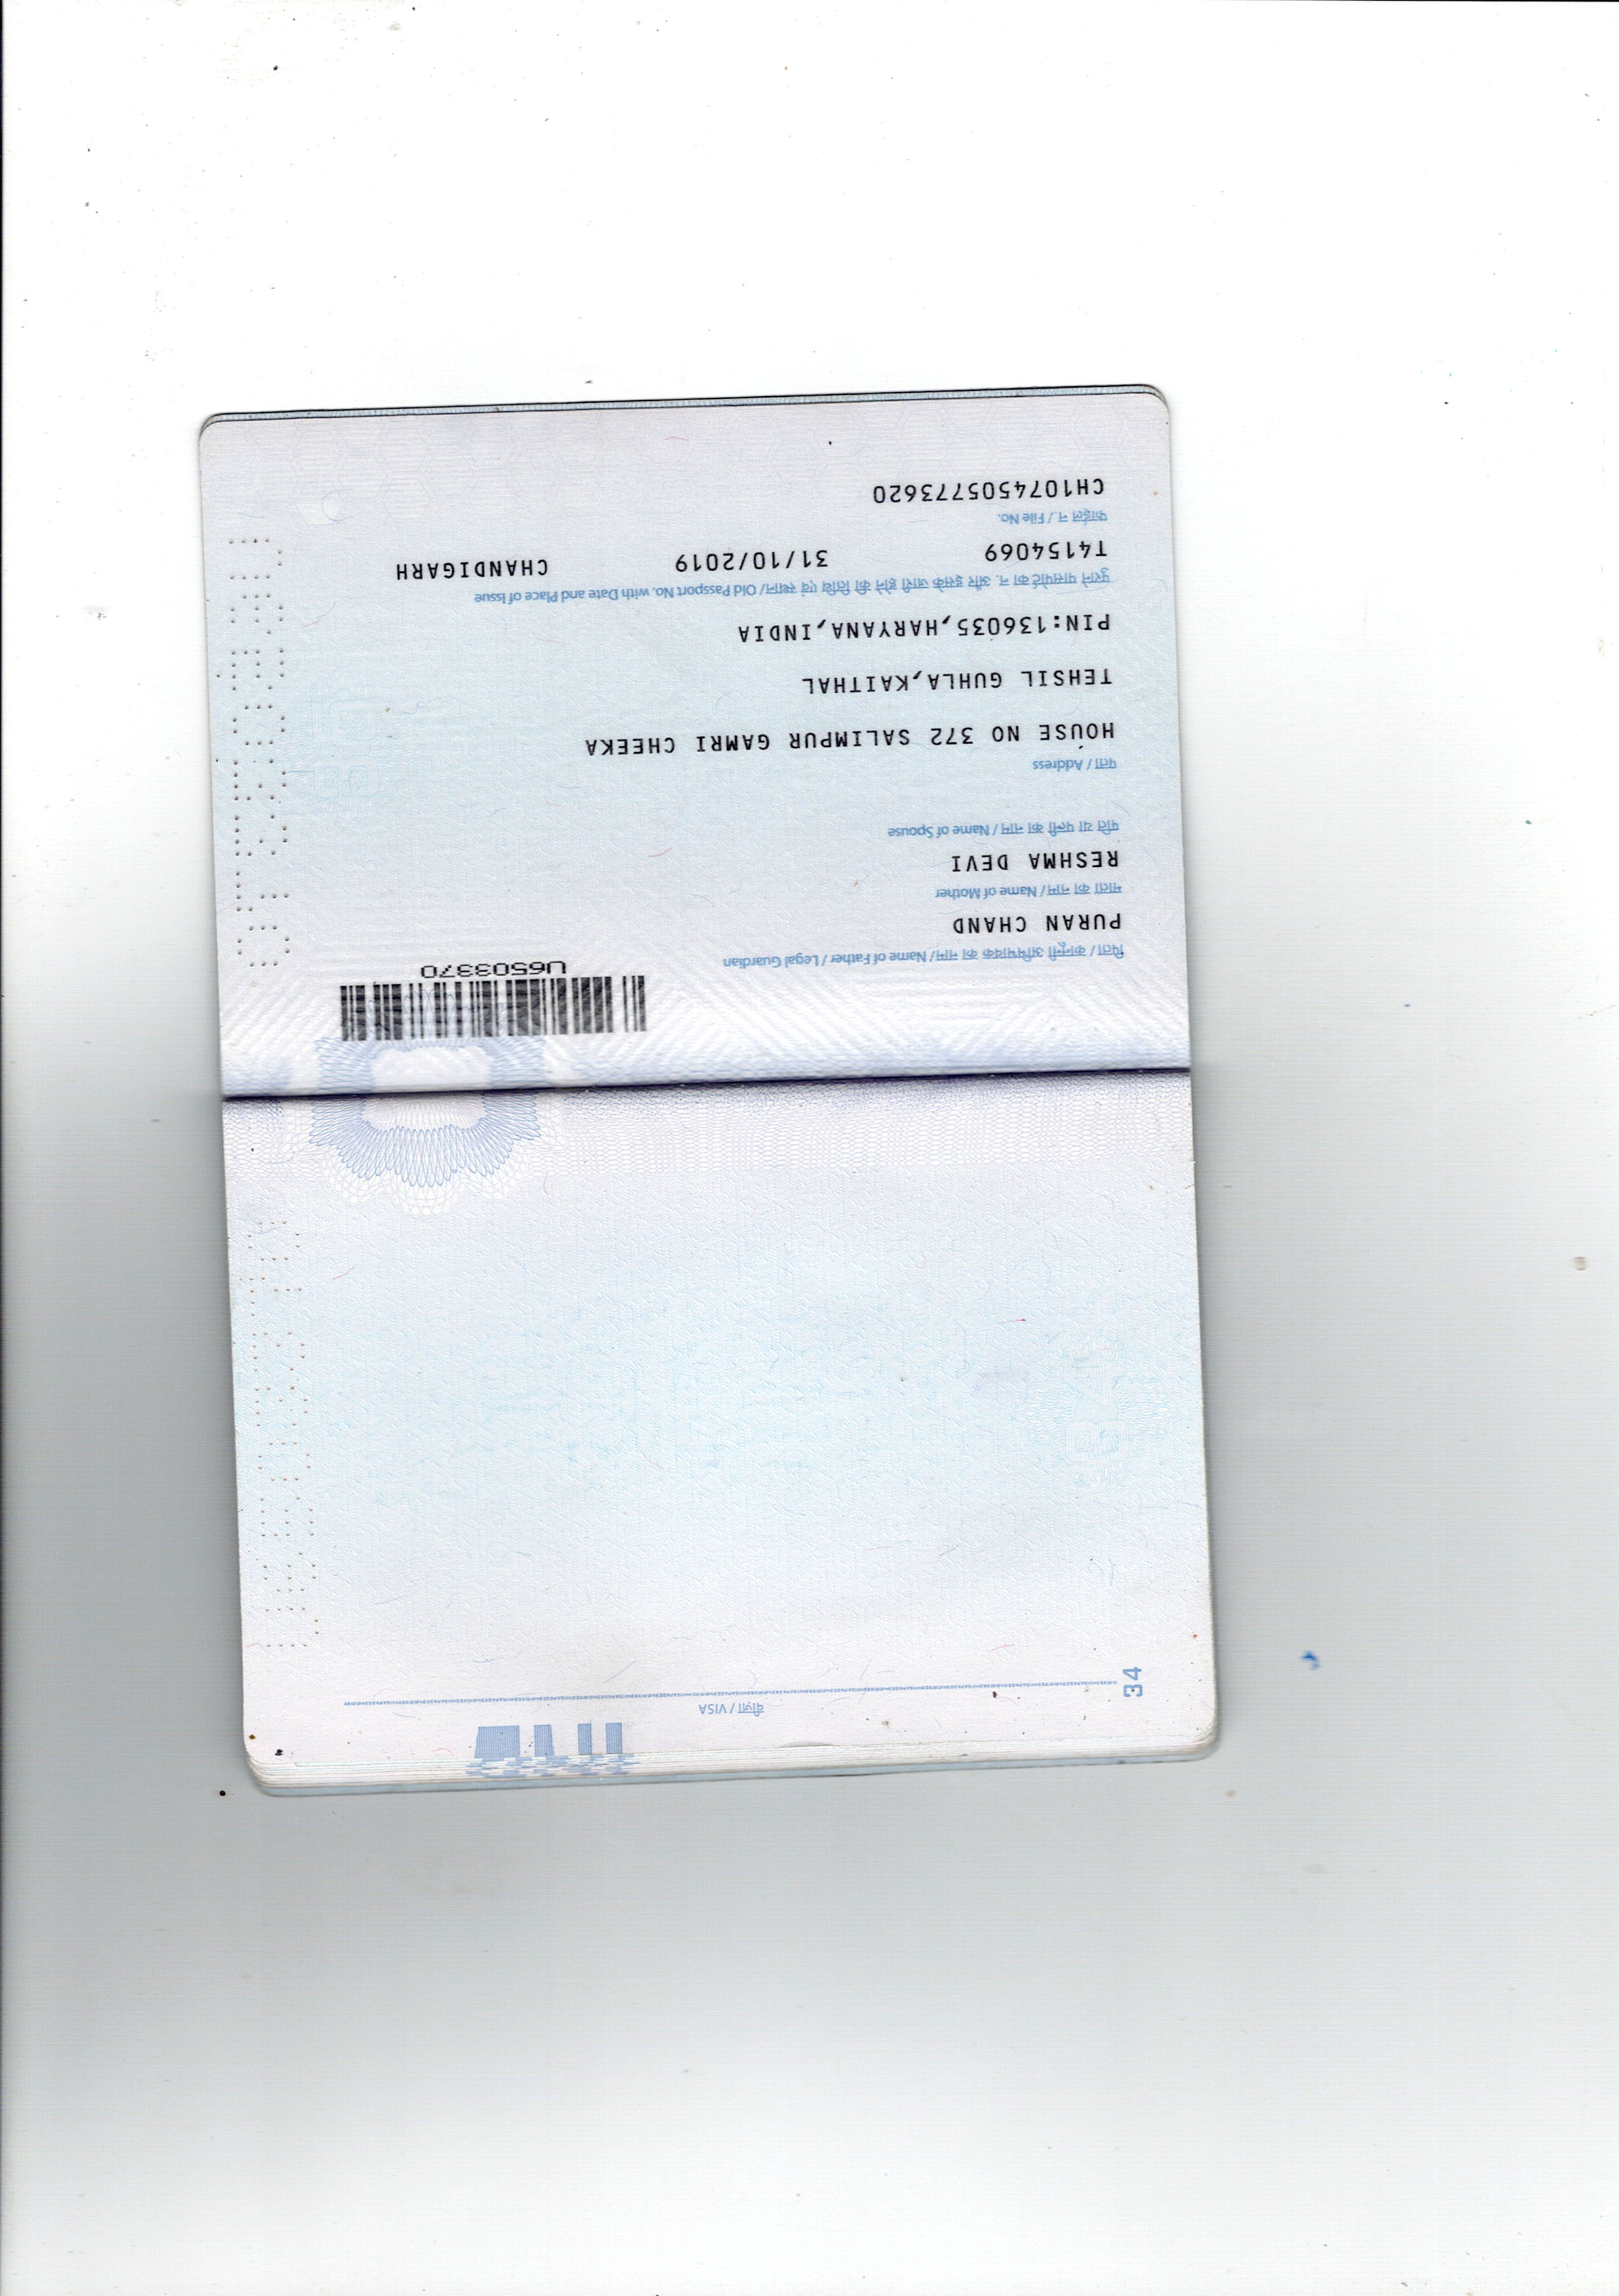 वीज़ा / VISA
34
U6503370
पिता / कानूनी अभिभावक का नाम/ Name of Father / Legal Guardian
PURAN CHAND
माता का नाम/ Name of Mother
RESHMA DEVI
पति या पत्नी का नाम / Name of Spouse
पता / Address
HOUSE NO 372 SALIMPUR GAMRI CHEEKA
TEHSIL GUHLA,KAITHAL
PIN:136035,HARYANA,INDIA
पुराने पासपोर्ट का न. और इसके जारी होने की तिथि एवं स्थान/ Old Passport No. with Date and Place of Issue
T4154069 31/10/2019 CHANDIGARH
फाईल न./ File No.
CH1074505773620